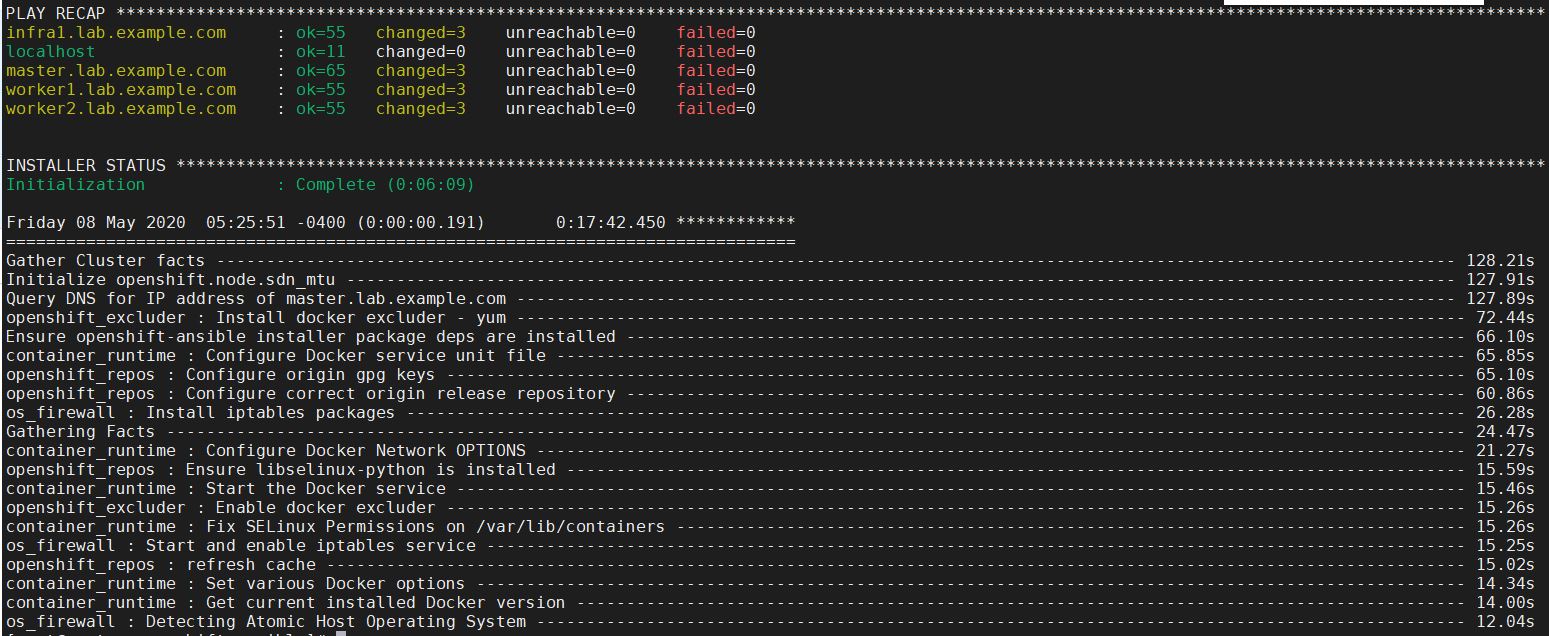 PLAY RECAP ***********************************************************************************************************************************************
infra1.lab.example.com     : ok=55   changed=3    unreachable=0    failed=0
localhost                  : ok=11   changed=0    unreachable=0    failed=0
master.lab.example.com     : ok=65   changed=3    unreachable=0    failed=0
worker1.lab.example.com    : ok=55   changed=3    unreachable=0    failed=0
worker2.lab.example.com    : ok=55   changed=3    unreachable=0    failed=0
INSTALLER STATUS *****************************************************************************************************************************************
Initialization             : Complete (0:06:09)
Friday 08 May 2020  05:25:51 -0400 (0:00:00.191)       0:17:42.450 ************
===============================================================================
Gather Cluster facts ---------------------------------------------------------------------------------------------------------------------------- 128.21s
Initialize openshift.node.sdn_mtu --------------------------------------------------------------------------------------------------------------- 127.91s
Query DNS for IP address of master.lab.example.com ---------------------------------------------------------------------------------------------- 127.89s
openshift_excluder : Install docker excluder - yum ----------------------------------------------------------------------------------------------- 72.44s
Ensure openshift-ansible installer package deps are installed ------------------------------------------------------------------------------------ 66.10s
container_runtime : Configure Docker service unit file ------------------------------------------------------------------------------------------- 65.85s
openshift_repos : Configure origin gpg keys ------------------------------------------------------------------------------------------------------ 65.10s
openshift_repos : Configure correct origin release repository ------------------------------------------------------------------------------------ 60.86s
os_firewall : Install iptables packages ---------------------------------------------------------------------------------------------------------- 26.28s
Gathering Facts ---------------------------------------------------------------------------------------------------------------------------------- 24.47s
container_runtime : Configure Docker Network OPTIONS --------------------------------------------------------------------------------------------- 21.27s
openshift_repos : Ensure libselinux-python is installed ------------------------------------------------------------------------------------------ 15.59s
container_runtime : Start the Docker service ----------------------------------------------------------------------------------------------------- 15.46s
openshift_excluder : Enable docker excluder ------------------------------------------------------------------------------------------------------ 15.26s
container_runtime : Fix SELinux Permissions on /var/lib/containers ------------------------------------------------------------------------------- 15.26s
os_firewall : Start and enable iptables service -------------------------------------------------------------------------------------------------- 15.25s
openshift_repos : refresh cache ------------------------------------------------------------------------------------------------------------------ 15.02s
container_runtime : Set various Docker options --------------------------------------------------------------------------------------------------- 14.34s
container_runtime : Get current installed Docker version ----------------------------------------------------------------------------------------- 14.00s
os_firewall : Detecting Atomic Host Operating System --------------------------------------------------------------------------------------------- 12.04s